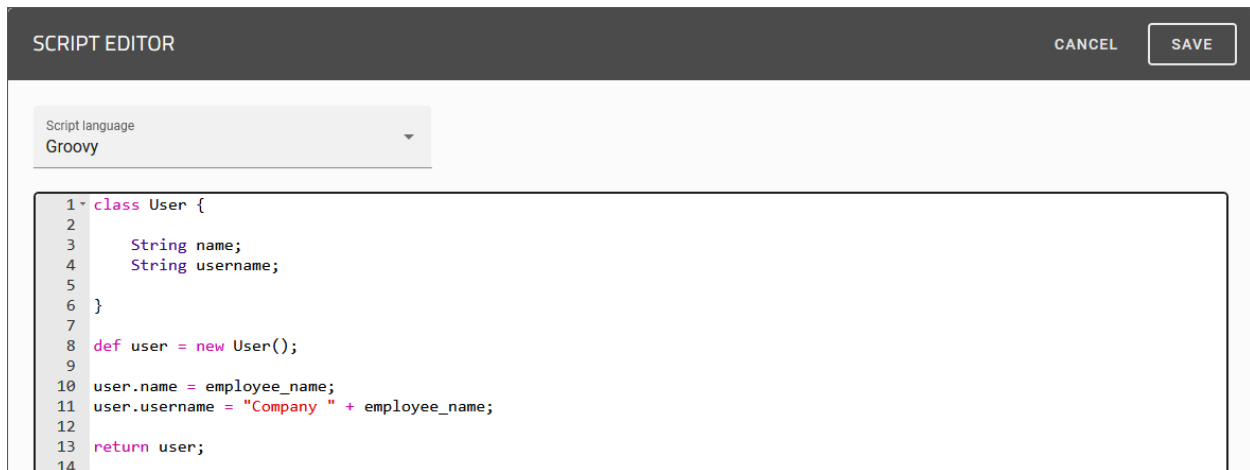 SCRIPT EDITOR CANCEL SAVE
Script language
Groovy
1 class User {
2
3 String name;
4 String username;
5
6 }
7
8 def user = new User();
9
10 user.name = employee_name;
11 user.username = "Company " + employee_name;
12
13 return user;
14